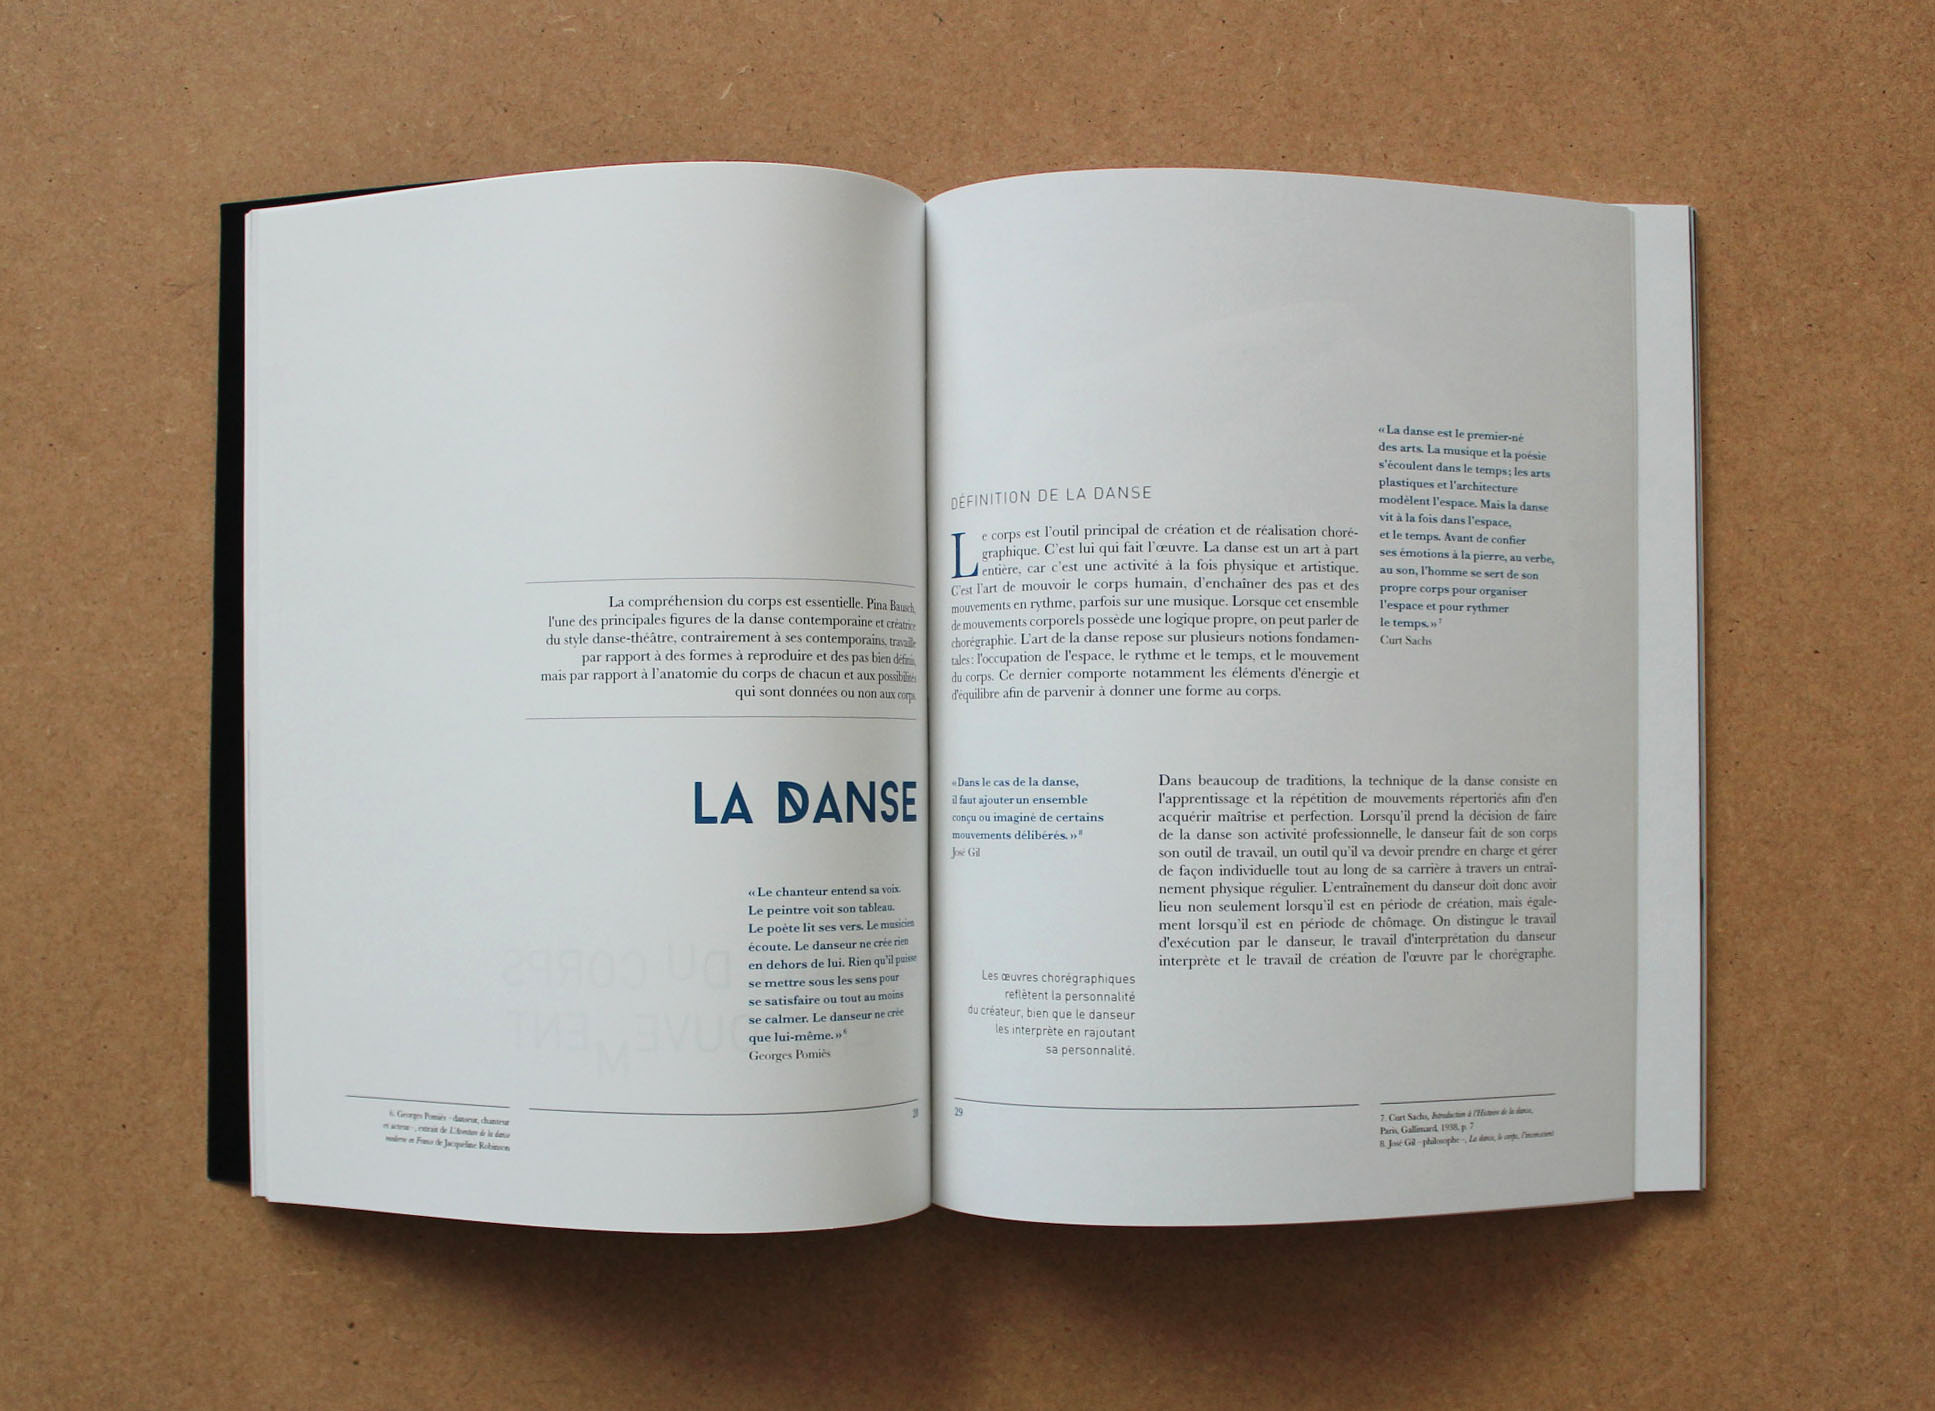 La compréhension du corps est essentielle. Pina Bausch,
l'une des principales figures de la danse contemporaine et créatrice
du style danse-théâtre, contrairement à ses contemporains, travaille
par rapport à des formes à reproduire et des pas bien définis,
mais par rapport à l'anatomie du corps de chacun et aux possibilités
qui sont données ou non aux corps.
LA DANSE
« Le chanteur entend sa voix.
Le peintre voit son tableau.
Le poète lit ses vers. Le musicien
écoute. Le danseur ne crée rien
en dehors de lui. Rien qu'il puisse
se mettre sous les sens pour
se satisfaire ou tout au moins
se calmer. Le danseur ne crée
que lui-même. » 6
Georges Pomiès
6. Georges Pomiès –danseur, chanteur
et acteur–, extrait de L'Aventure de la danse
moderne en France de Jacqueline Robinson
28
DÉFINITION DE LA DANSE
Le corps est l'outil principal de création et de réalisation choré-
graphique. C'est lui qui fait l'œuvre. La danse est un art à part
entière, car c'est une activité à la fois physique et artistique.
C'est l'art de mouvoir le corps humain, d'enchaîner des pas et des
mouvements en rythme, parfois sur une musique. Lorsque cet ensemble
de mouvements corporels possède une logique propre, on peut parler de
chorégraphie. L'art de la danse repose sur plusieurs notions fondamen-
tales : l'occupation de l'espace, le rythme et le temps, et le mouvement
du corps. Ce dernier comporte notamment les éléments d'énergie et
d'équilibre afin de parvenir à donner une forme au corps.
« La danse est le premier-né
des arts. La musique et la poésie
s'écoulent dans le temps ; les arts
plastiques et l'architecture
modèlent l'espace. Mais la danse
vit à la fois dans l'espace,
et le temps. Avant de confier
ses émotions à la pierre, au verbe,
au son, l'homme se sert de son
propre corps pour organiser
l'espace et pour rythmer
le temps. » 7
Curt Sachs
« Dans le cas de la danse,
il faut ajouter un ensemble
conçu ou imaginé de certains
mouvements délibérés. » 8
José Gil
Dans beaucoup de traditions, la technique de la danse consiste en
l'apprentissage et la répétition de mouvements répertoriés afin d'en
acquérir maîtrise et perfection. Lorsqu'il prend la décision de faire
de la danse son activité professionnelle, le danseur fait de son corps
son outil de travail, un outil qu'il va devoir prendre en charge et gérer
de façon individuelle tout au long de sa carrière à travers un entraî-
nement physique régulier. L'entraînement du danseur doit donc avoir
lieu non seulement lorsqu'il est en période de création, mais égale-
ment lorsqu'il est en période de chômage. On distingue le travail
d'exécution par le danseur, le travail d'interprétation du danseur
interprète et le travail de création de l'œuvre par le chorégraphe.
Les œuvres chorégraphiques
reflètent la personnalité
du créateur, bien que le danseur
les interprète en rajoutant
sa personnalité.
29
7. Curt Sachs, Introduction à l'Histoire de la danse,
Paris, Gallimard, 1938, p. 7
8. José Gil –philosophe–, La danse, le corps, l'inconscient